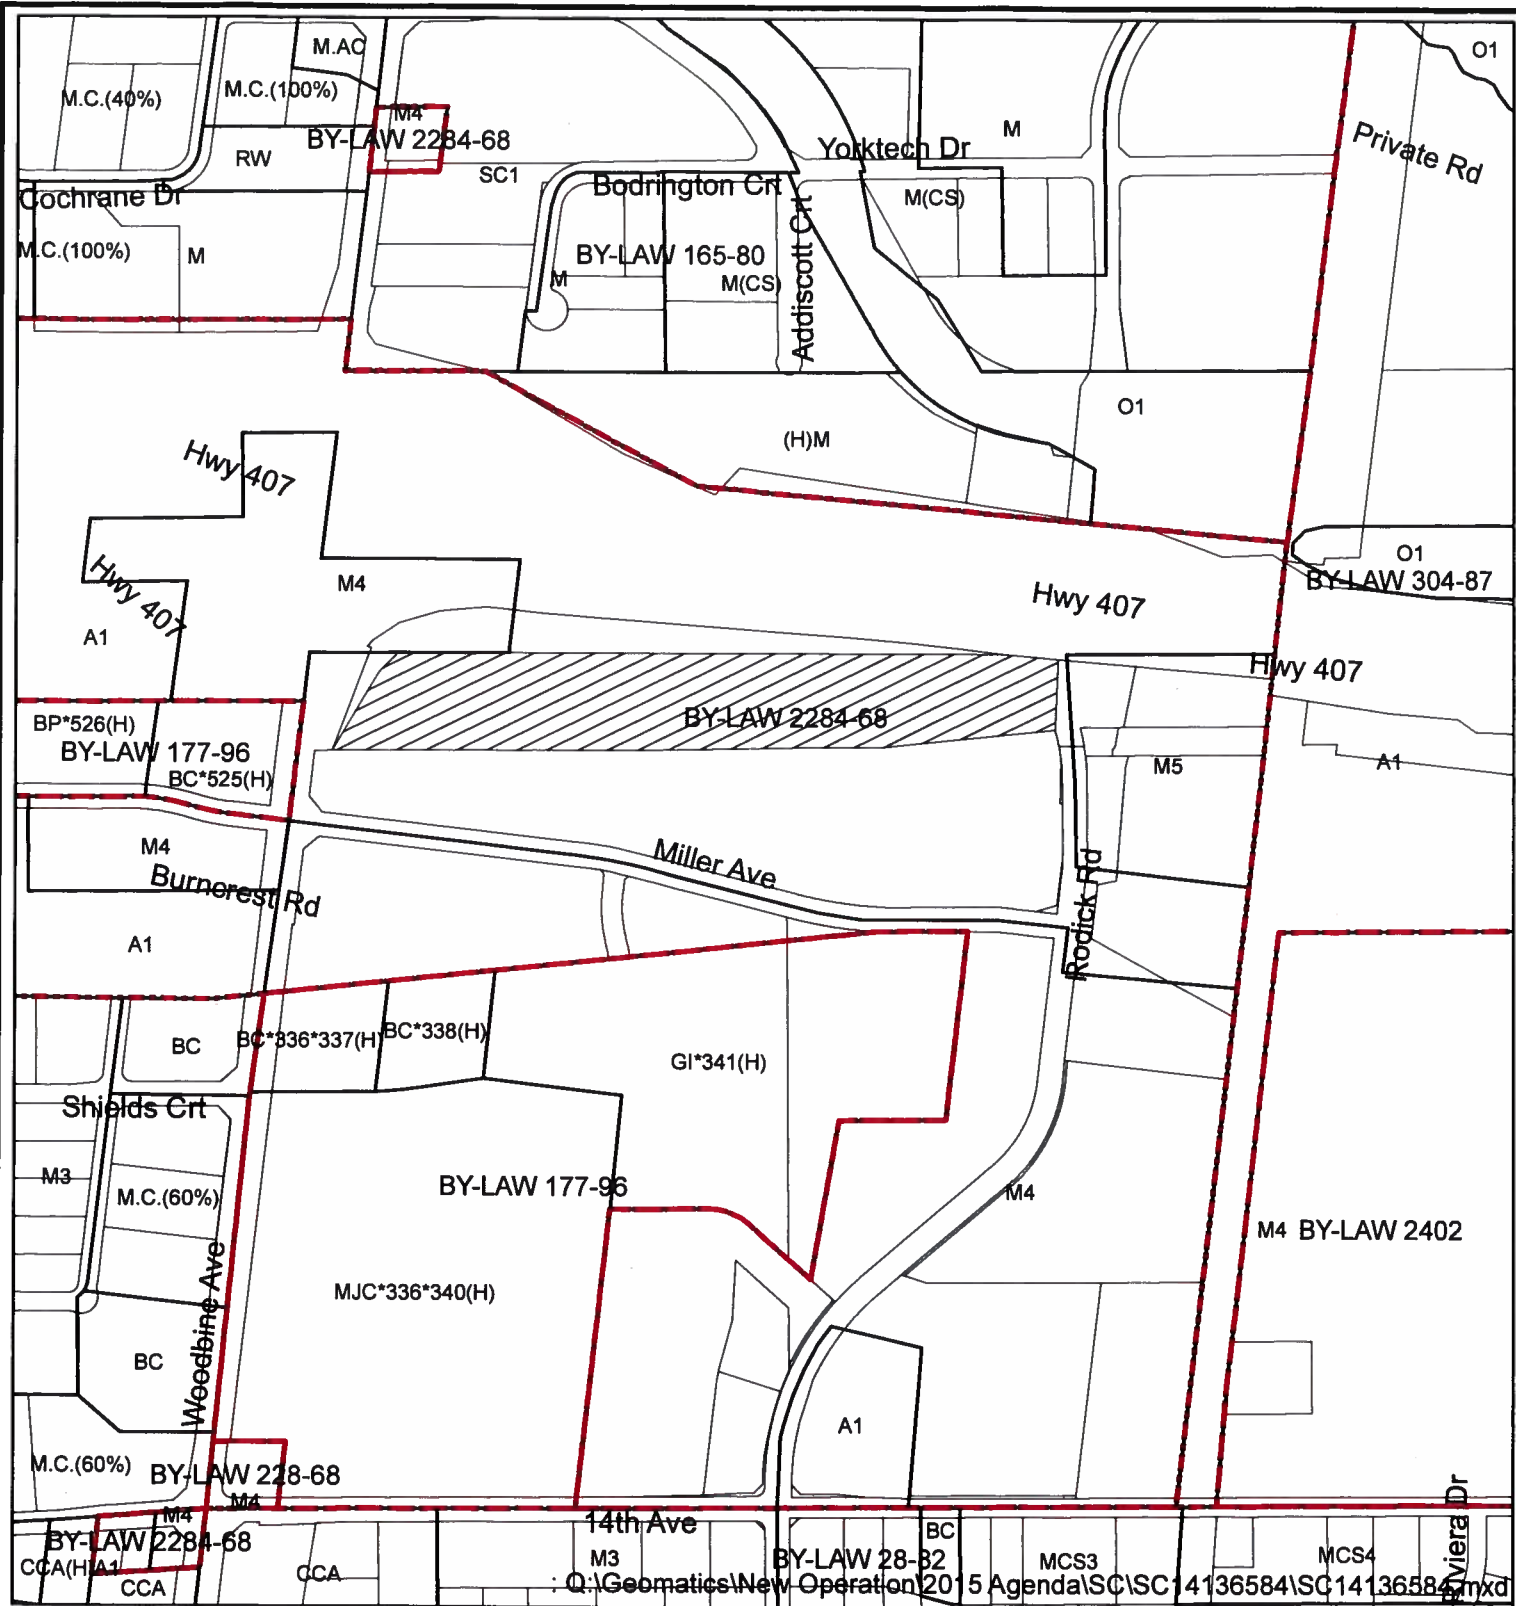 M.AC
O1
M.C.(40%)
M.C.(100%)
M4
BY-LAW 2284-68
M
Yorktech Dr
Private Rd
RW
SC1
Bodrington Crt
Cochrane Dr
M(CS)
M.C.(100%)
M
BY-LAW 165-80
M
M(CS)
Addiscott Crt
O1
(H)M
Hwy 407
O1
BY-LAW 304-87
Hwy 407
M4
Hwy 407
A1
Hwy 407
BP*526(H)
BY-LAW 177-96
BC*525(H)
BY-LAW 2284-68
M5
A1
M4
Burncrest Rd
Miller Ave
Rodick Rd
A1
BC
BC*336*337(H)
BC*338(H)
GI*341(H)
Shields Crt
M3
M.C.(60%)
BY-LAW 177-96
M4
M4 BY-LAW 2402
Woodbine Ave
MJC*336*340(H)
BC
A1
M.C.(60%)
BY-LAW 228-68
M4
M4
BY-LAW 2284-68
14th Ave
Riviera Dr
CCA(H)
A1
CCA
CCA
M3
BY-LAW 28-82
BC
MCS3
MCS4
: Q:\Geomatics\New Operation\2015 Agenda\SC\SC14136584\SC14136584.mxd